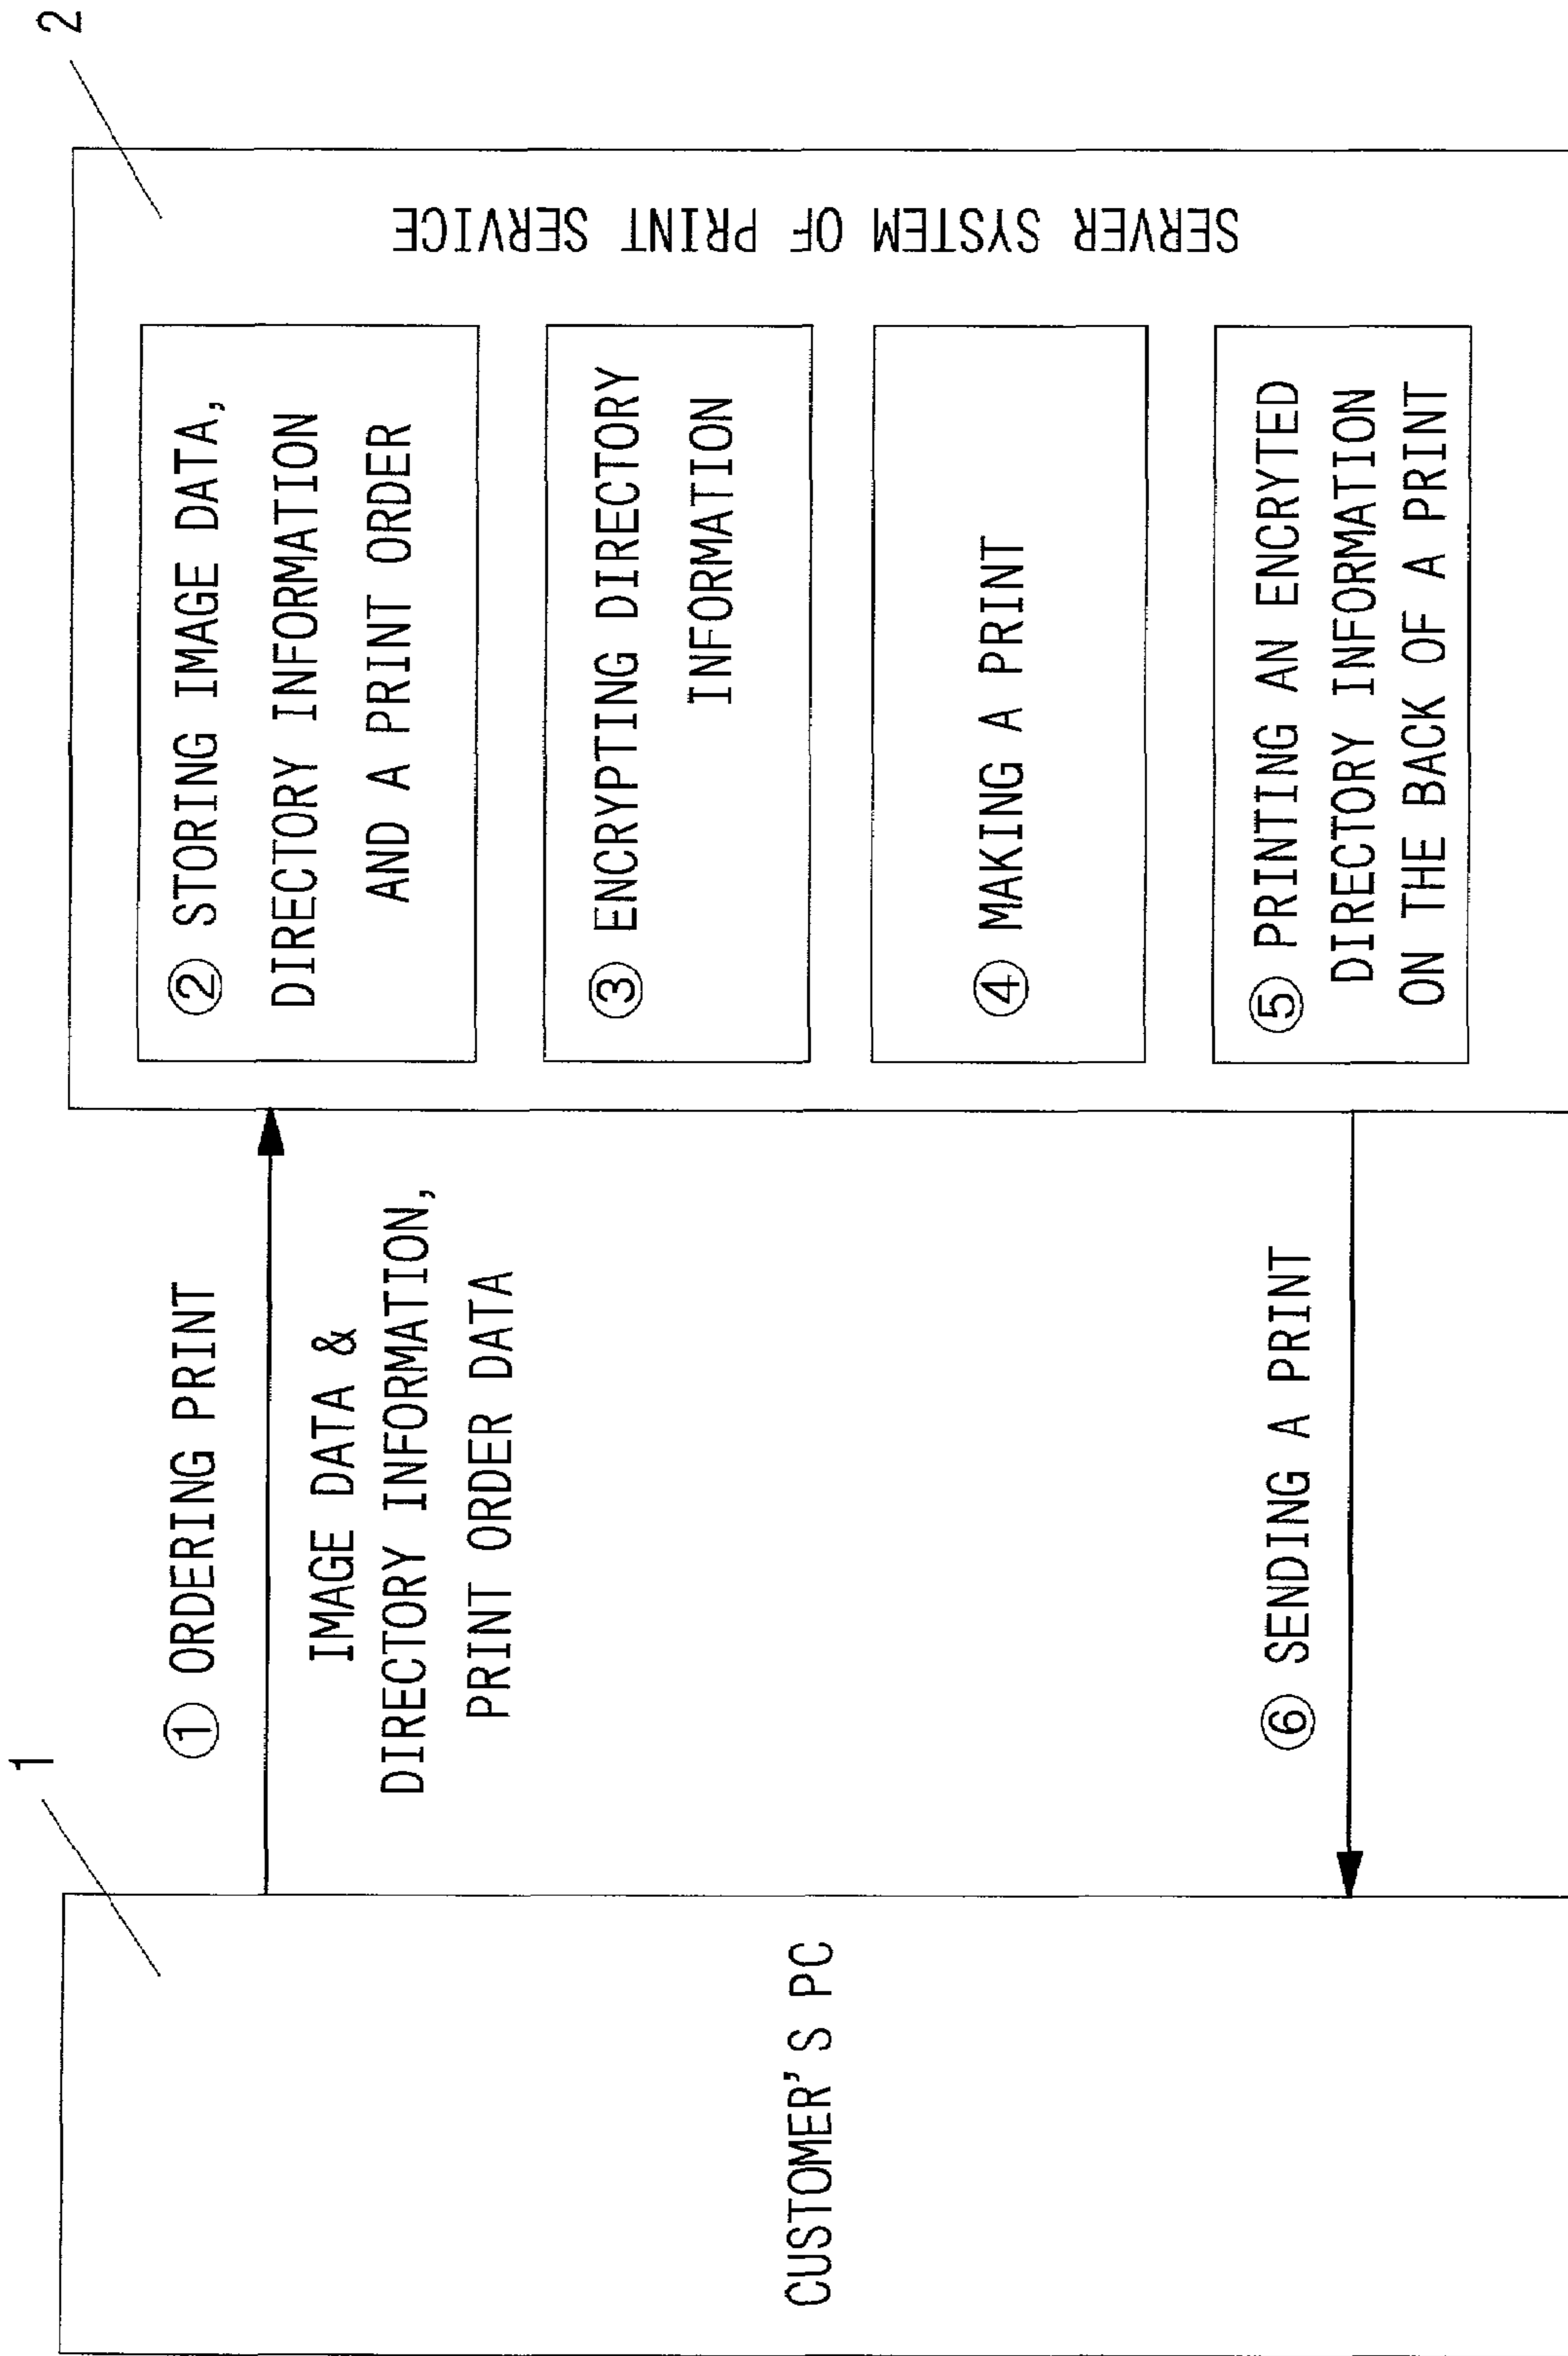 1
2
CUSTOMER'S PC
① ORDERING PRINT
IMAGE DATA &
DIRECTORY INFORMATION,
PRINT ORDER DATA
⑥ SENDING A PRINT
SERVER SYSTEM OF PRINT SERVICE
② STORING IMAGE DATA,
DIRECTORY INFORMATION
AND A PRINT ORDER
③ ENCRYPTING DIRECTORY
INFORMATION
④ MAKING A PRINT
⑤ PRINTING AN ENCRYTED
DIRECTORY INFORMATION
ON THE BACK OF A PRINT